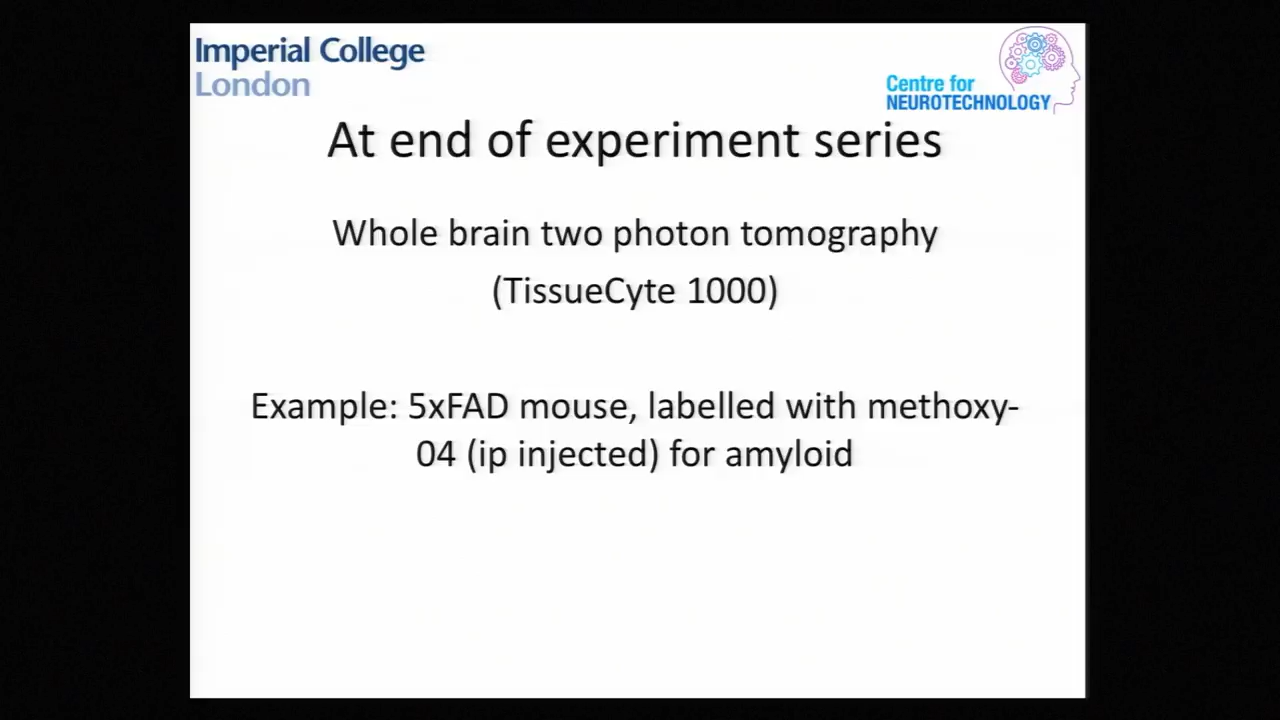 Imperial College
London
Centre for
NEUROTECHNOLOGY
At end of experiment series
Whole brain two photon tomography
(TissueCyte 1000)
Example: 5xFAD mouse, labelled with methoxy-
04 (ip injected) for amyloid